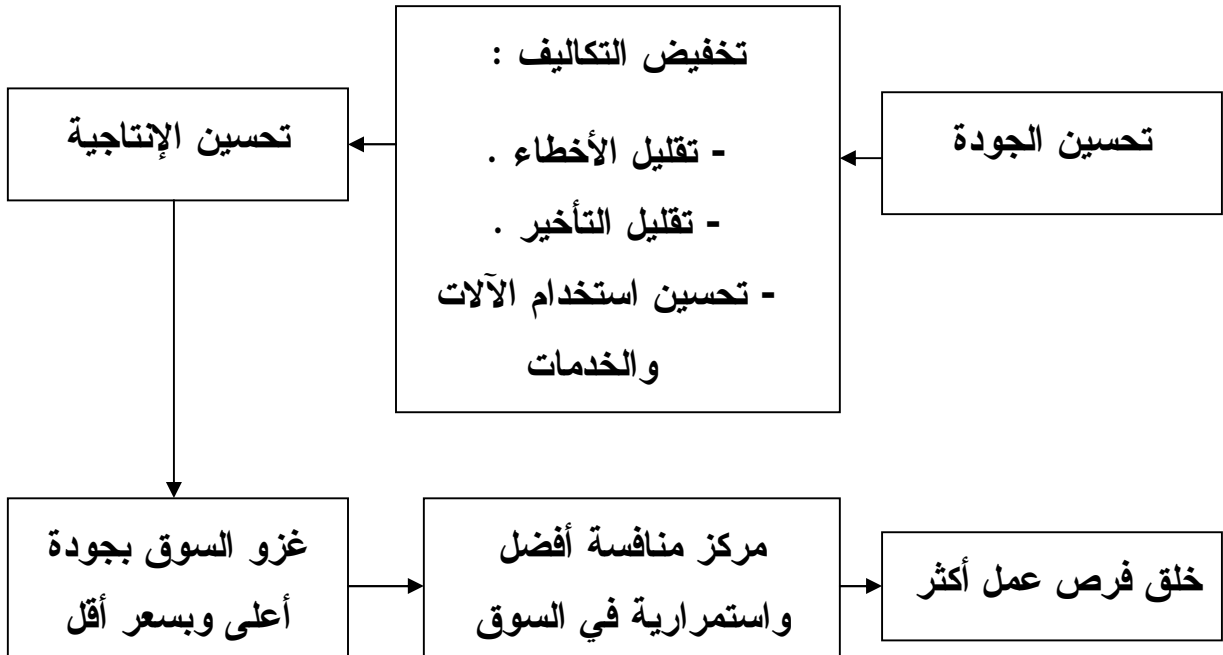 تحسين الجودة
تخفيض التكاليف :
- تقليل الأخطاء .
- تقليل التأخير .
- تحسين استخدام الآلات
والخدمات
تحسين الإنتاجية
غزو السوق بجودة
أعلى وبسعر أقل
مركز منافسة أفضل
واستمرارية في السوق
خلق فرص عمل أكثر